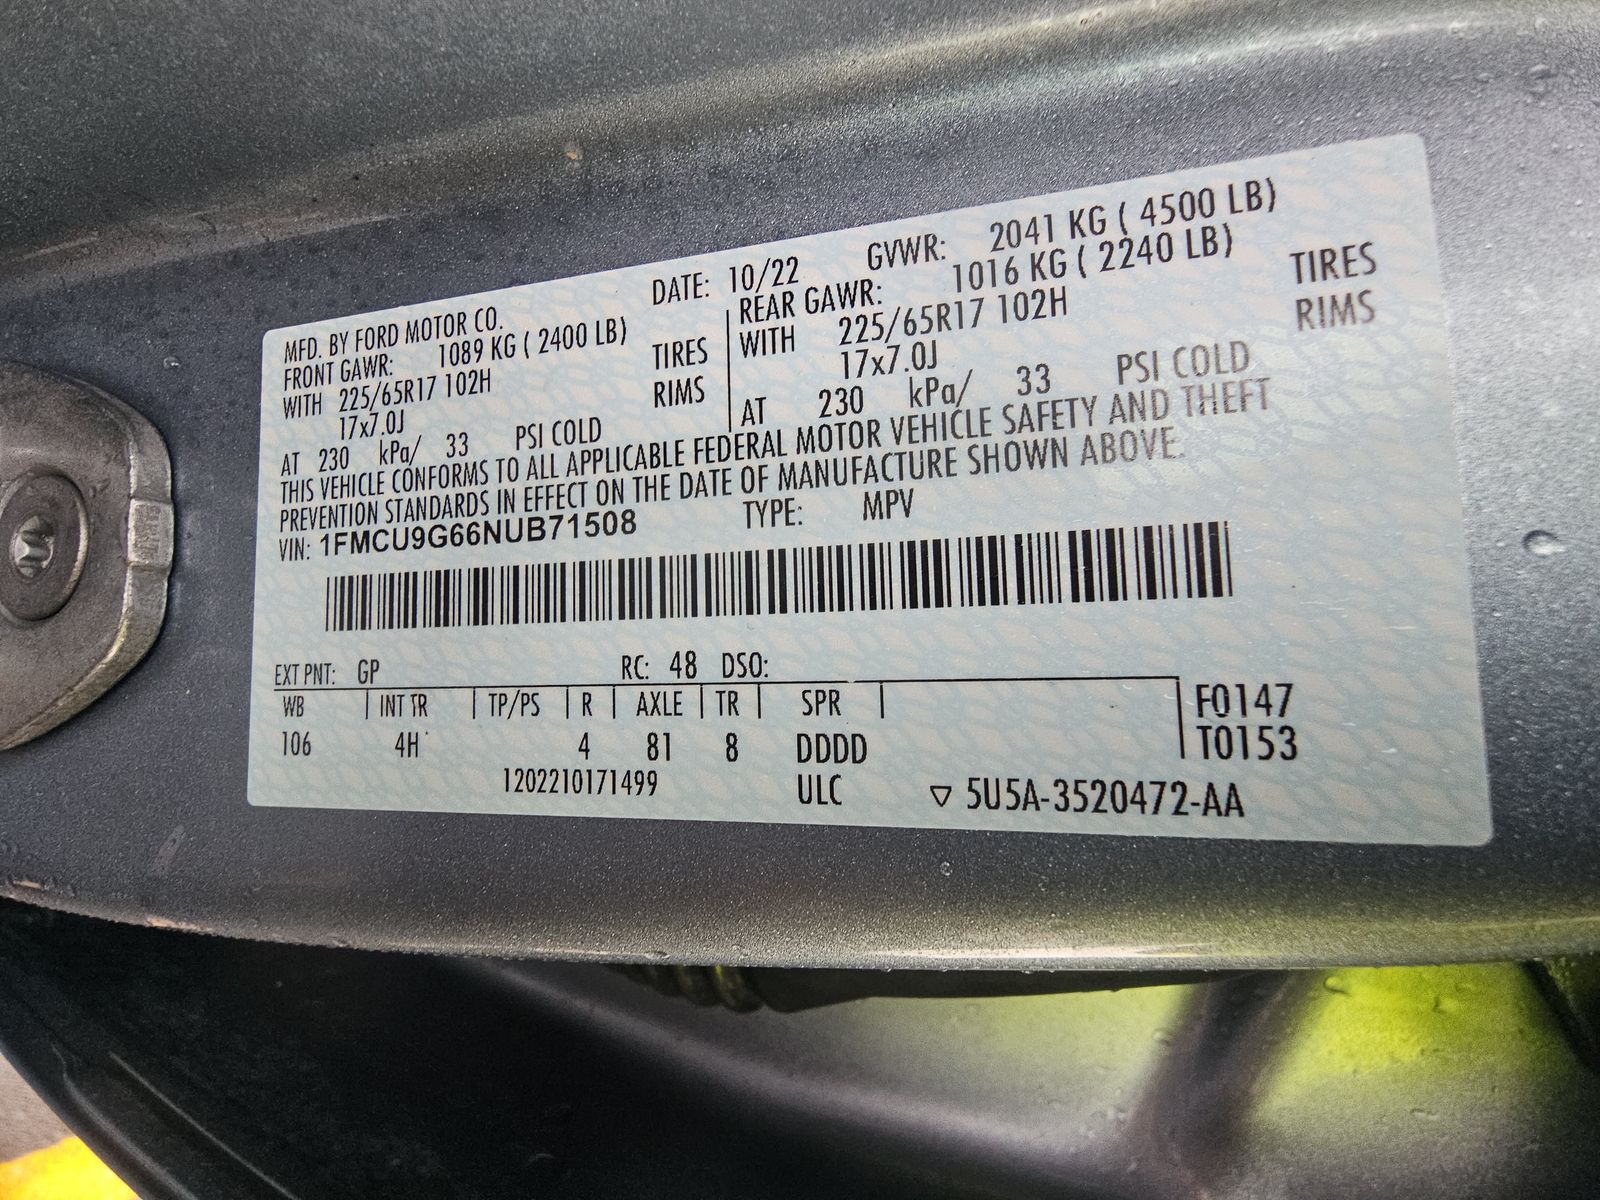 MFD. BY FORD MOTOR CO. DATE: 10/22 GVWR: 2041 KG ( 4500 LB)
FRONT GAWR: 1089 KG ( 2400 LB) REAR GAWR: 1016 KG ( 2240 LB)
WITH 225/65R17 102H TIRES WITH 225/65R17 102H TIRES
17x7.0J RIMS 17x7.0J RIMS
AT 230 kPa/ 33 PSI COLD AT 230 kPa/ 33 PSI COLD
THIS VEHICLE CONFORMS TO ALL APPLICABLE FEDERAL MOTOR VEHICLE SAFETY AND THEFT
PREVENTION STANDARDS IN EFFECT ON THE DATE OF MANUFACTURE SHOWN ABOVE.
VIN: 1FMCU9G66NUB71508 TYPE: MPV
EXT PNT: GP RC: 48 DSO:
WB INT TR TP/PS R AXLE TR SPR F0147
106 4H 4 81 8 DDDD T0153
1202210171499 ULC ▽ 5U5A-3520472-AA